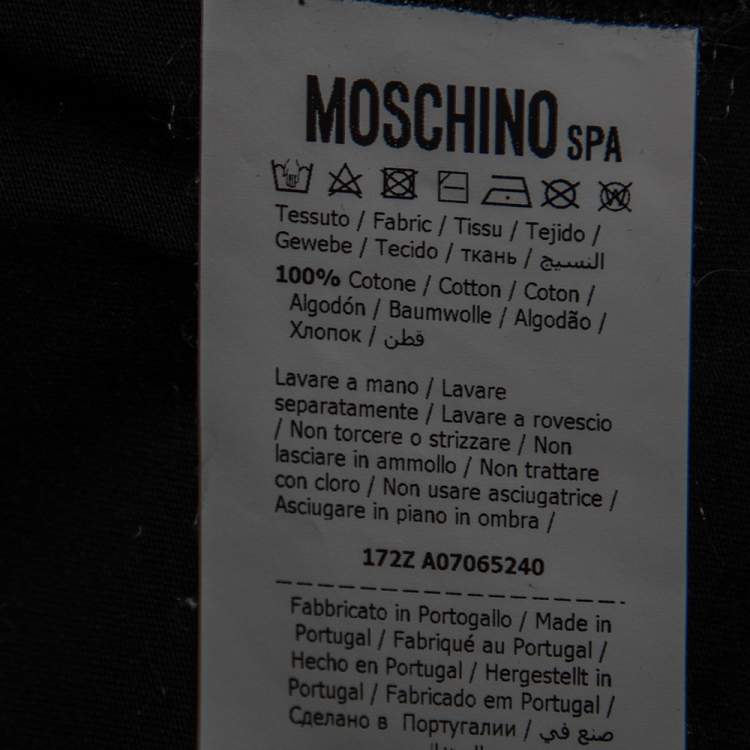 MOSCHINO SPA
Tessuto / Fabric / Tissu / Tejido /
Gewebe / Tecido / ткань / النسيج
100% Cotone / Cotton / Coton /
Algodón / Baumwolle / Algodão /
Хлопок / قطن
Lavare a mano / Lavare
separatamente / Lavare a rovescio
/ Non torcere o strizzare / Non
lasciare in ammollo / Non trattare
con cloro / Non usare asciugatrice /
Asciugare in piano in ombra /
172Z A07065240
Fabbricato in Portogallo / Made in
Portugal / Fabriqué au Portugal /
Hecho en Portugal / Hergestellt in
Portugal / Fabricado em Portugal /
Сделано в Португалии / صنع في